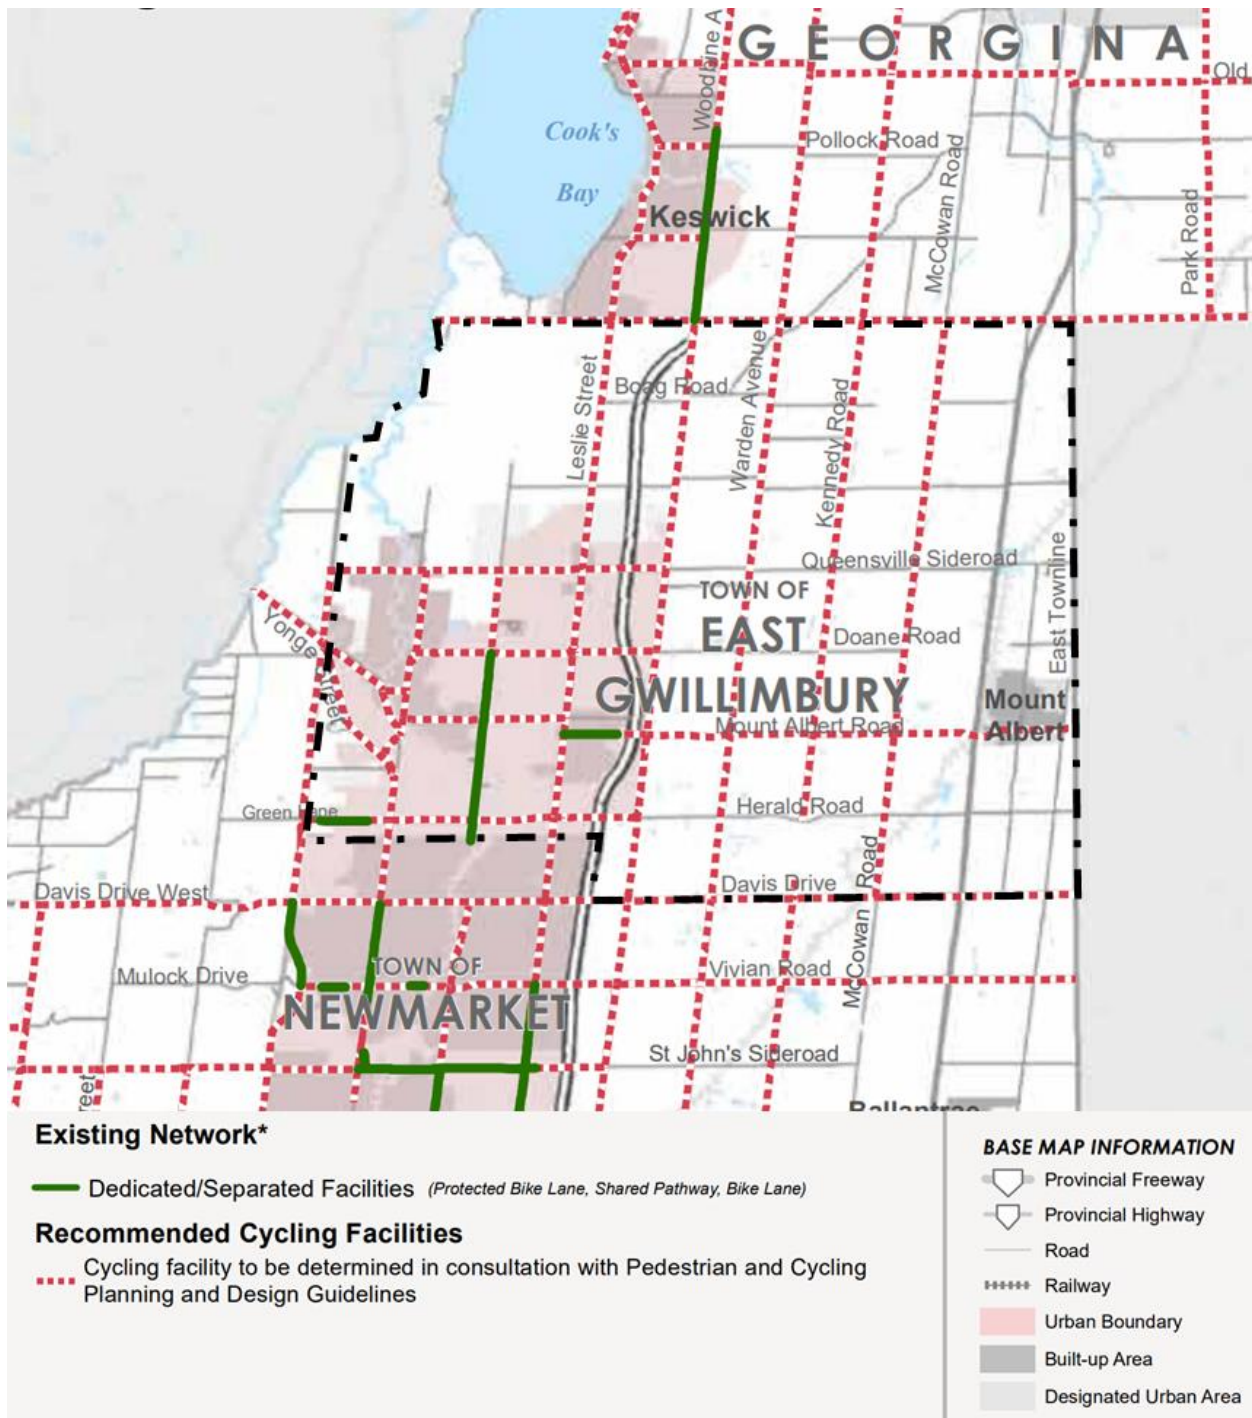 GEORGINA
Woodbine A
Old
Cook's
Bay
Pollock Road
McCowan Road
Keswick
Park Road
Leslie Street
Boag Road
Warden Avenue
Kennedy Road
Queensville Sideroad
East Townline
TOWN OF
EAST
GWILLIMBURY
Doane Road
Yonge Street
Mount Albert Road
Mount
Albert
Green Lane
Herald Road
Davis Drive West
Davis Drive
McCowan Road
Mulock Drive
TOWN OF
NEWMARKET
Vivian Road
St John's Sideroad
reet
Ballantrae
Existing Network*
Dedicated/Separated Facilities (Protected Bike Lane, Shared Pathway, Bike Lane)
Recommended Cycling Facilities
Cycling facility to be determined in consultation with Pedestrian and Cycling
Planning and Design Guidelines
BASE MAP INFORMATION
Provincial Freeway
Provincial Highway
Road
Railway
Urban Boundary
Built-up Area
Designated Urban Area